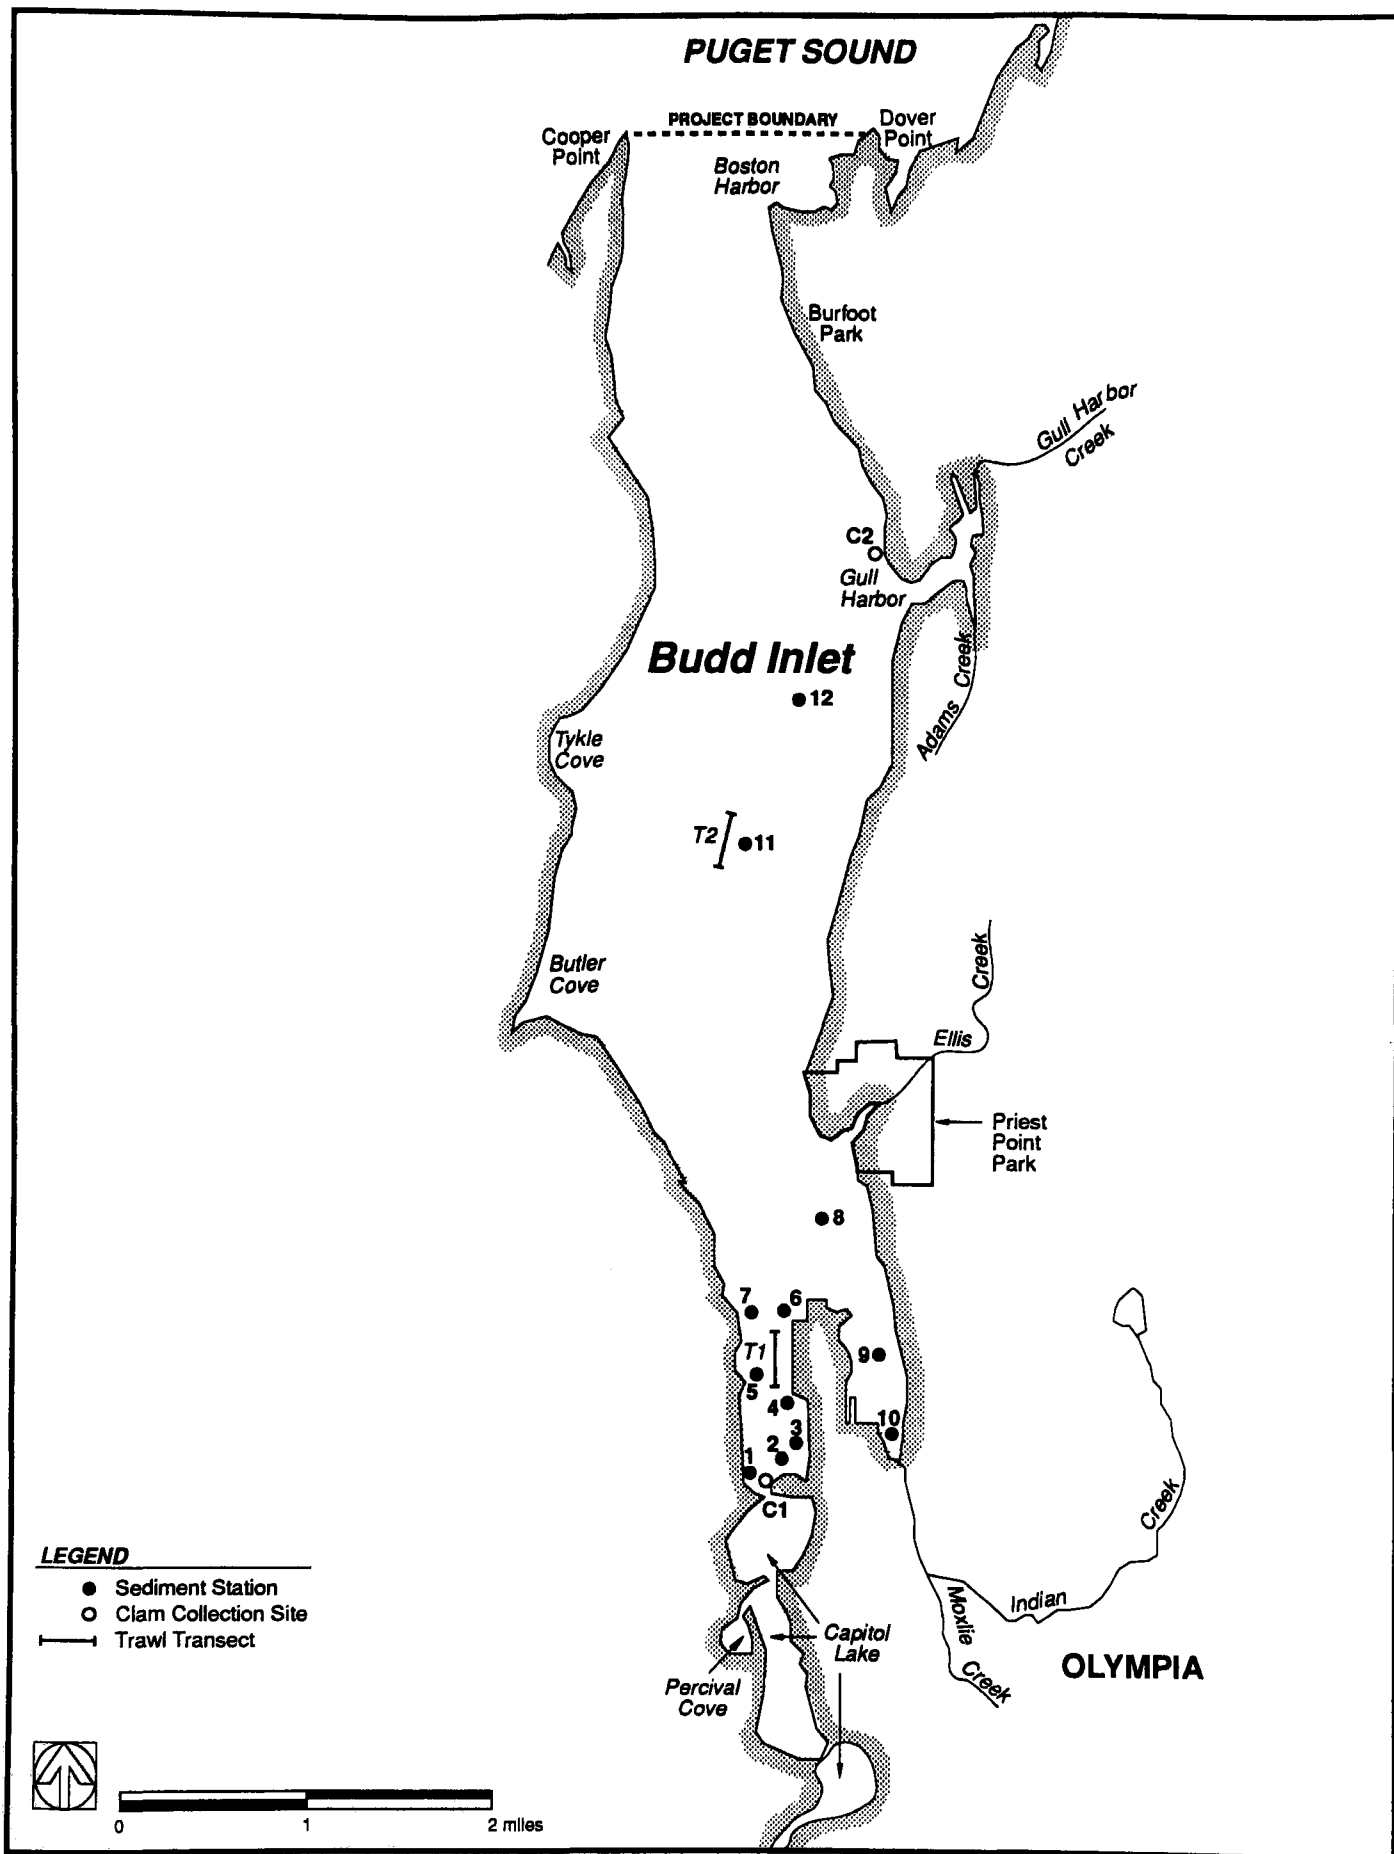 PUGET SOUND
PROJECT BOUNDARY
Cooper
Point
Dover
Point
Boston
Harbor
Burfoot
Park
Gull Harbor
Creek
C2
Gull
Harbor
Budd Inlet
12
Adams Creek
Tykle
Cove
T2
11
Butler
Cove
Ellis Creek
Priest
Point
Park
8
7
6
T1
9
5
4
10
3
2
1
C1
Creek
LEGEND
Sediment Station
Clam Collection Site
Trawl Transect
Indian
Moxlie
Creek
Capitol
Lake
OLYMPIA
Percival
Cove
0
1
2 miles